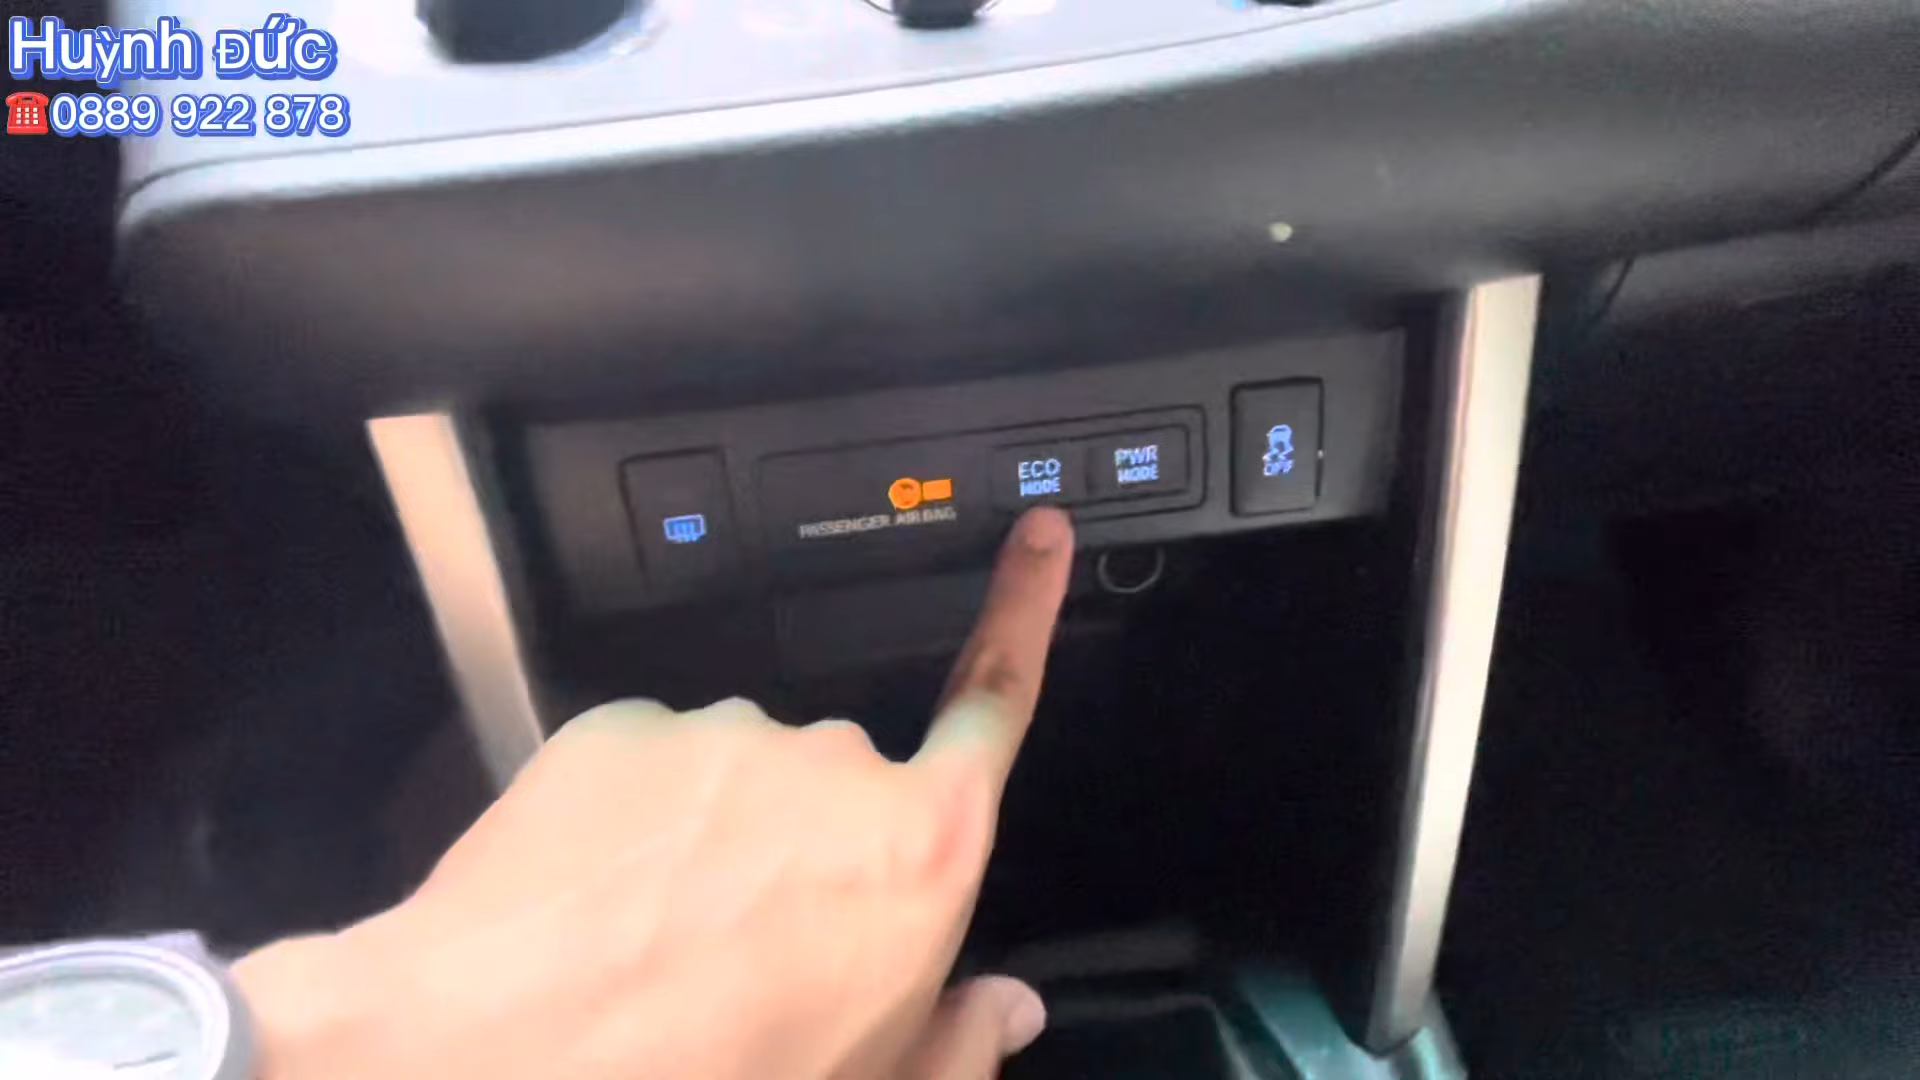 Huỳnh Đức
☎0889 922 878
ECO
MODE
PWR
MODE
OFF
PASSENGER AIR BAG